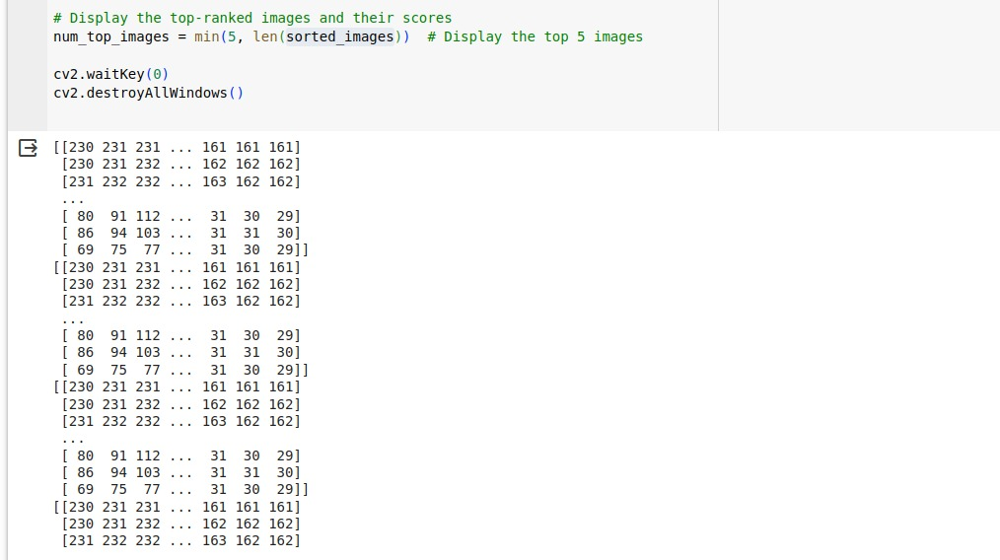 # Display the top-ranked images and their scores
num_top_images = min(5, len(sorted_images))  # Display the top 5 images
cv2.waitKey(0)
cv2.destroyAllWindows()
[[230 231 231 ... 161 161 161]
 [230 231 232 ... 162 162 162]
 [231 232 232 ... 163 162 162]
 ...
 [ 80  91 112 ...  31  30  29]
 [ 86  94 103 ...  31  31  30]
 [ 69  75  77 ...  31  30  29]]
[[230 231 231 ... 161 161 161]
 [230 231 232 ... 162 162 162]
 [231 232 232 ... 163 162 162]
 ...
 [ 80  91 112 ...  31  30  29]
 [ 86  94 103 ...  31  31  30]
 [ 69  75  77 ...  31  30  29]]
[[230 231 231 ... 161 161 161]
 [230 231 232 ... 162 162 162]
 [231 232 232 ... 163 162 162]
 ...
 [ 80  91 112 ...  31  30  29]
 [ 86  94 103 ...  31  31  30]
 [ 69  75  77 ...  31  30  29]]
[[230 231 231 ... 161 161 161]
 [230 231 232 ... 162 162 162]
 [231 232 232 ... 163 162 162]